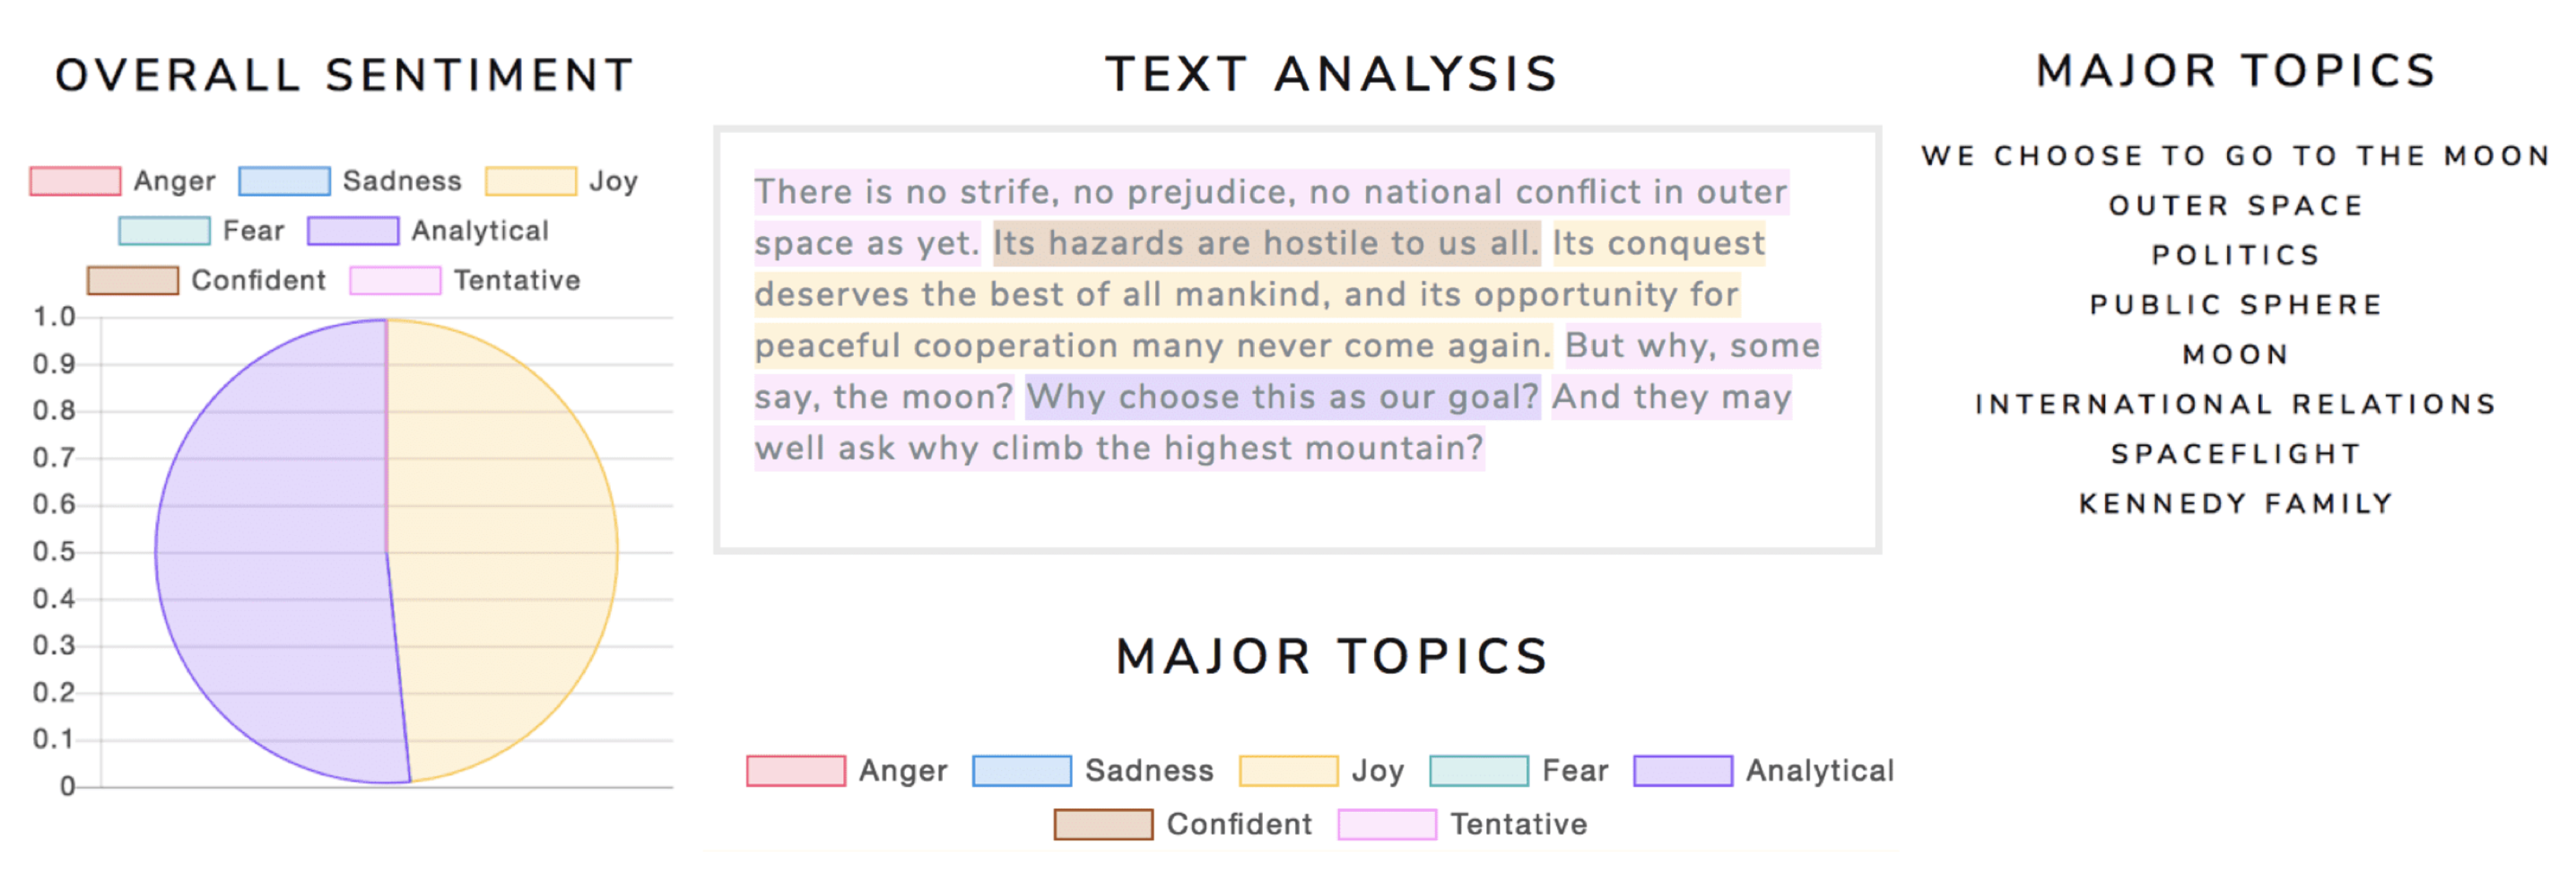 OVERALL SENTIMENT
Anger Sadness Joy
Fear Analytical
Confident Tentative
1.0
0.9
0.8
0.7
0.6
0.5
0.4
0.3
0.2
0.1
0
TEXT ANALYSIS
There is no strife, no prejudice, no national conflict in outer
space as yet. Its hazards are hostile to us all. Its conquest
deserves the best of all mankind, and its opportunity for
peaceful cooperation many never come again. But why, some
say, the moon? Why choose this as our goal? And they may
well ask why climb the highest mountain?
MAJOR TOPICS
Anger Sadness Joy Fear Analytical
Confident Tentative
MAJOR TOPICS
WE CHOOSE TO GO TO THE MOON
OUTER SPACE
POLITICS
PUBLIC SPHERE
MOON
INTERNATIONAL RELATIONS
SPACEFLIGHT
KENNEDY FAMILY